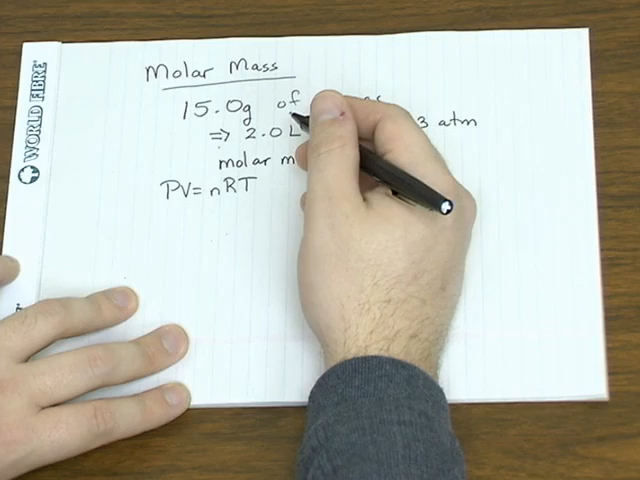 WORLD FIBRE
Molar Mass
15.0g of
⇒ 2.0L 3 atm
molar m
PV=nRT